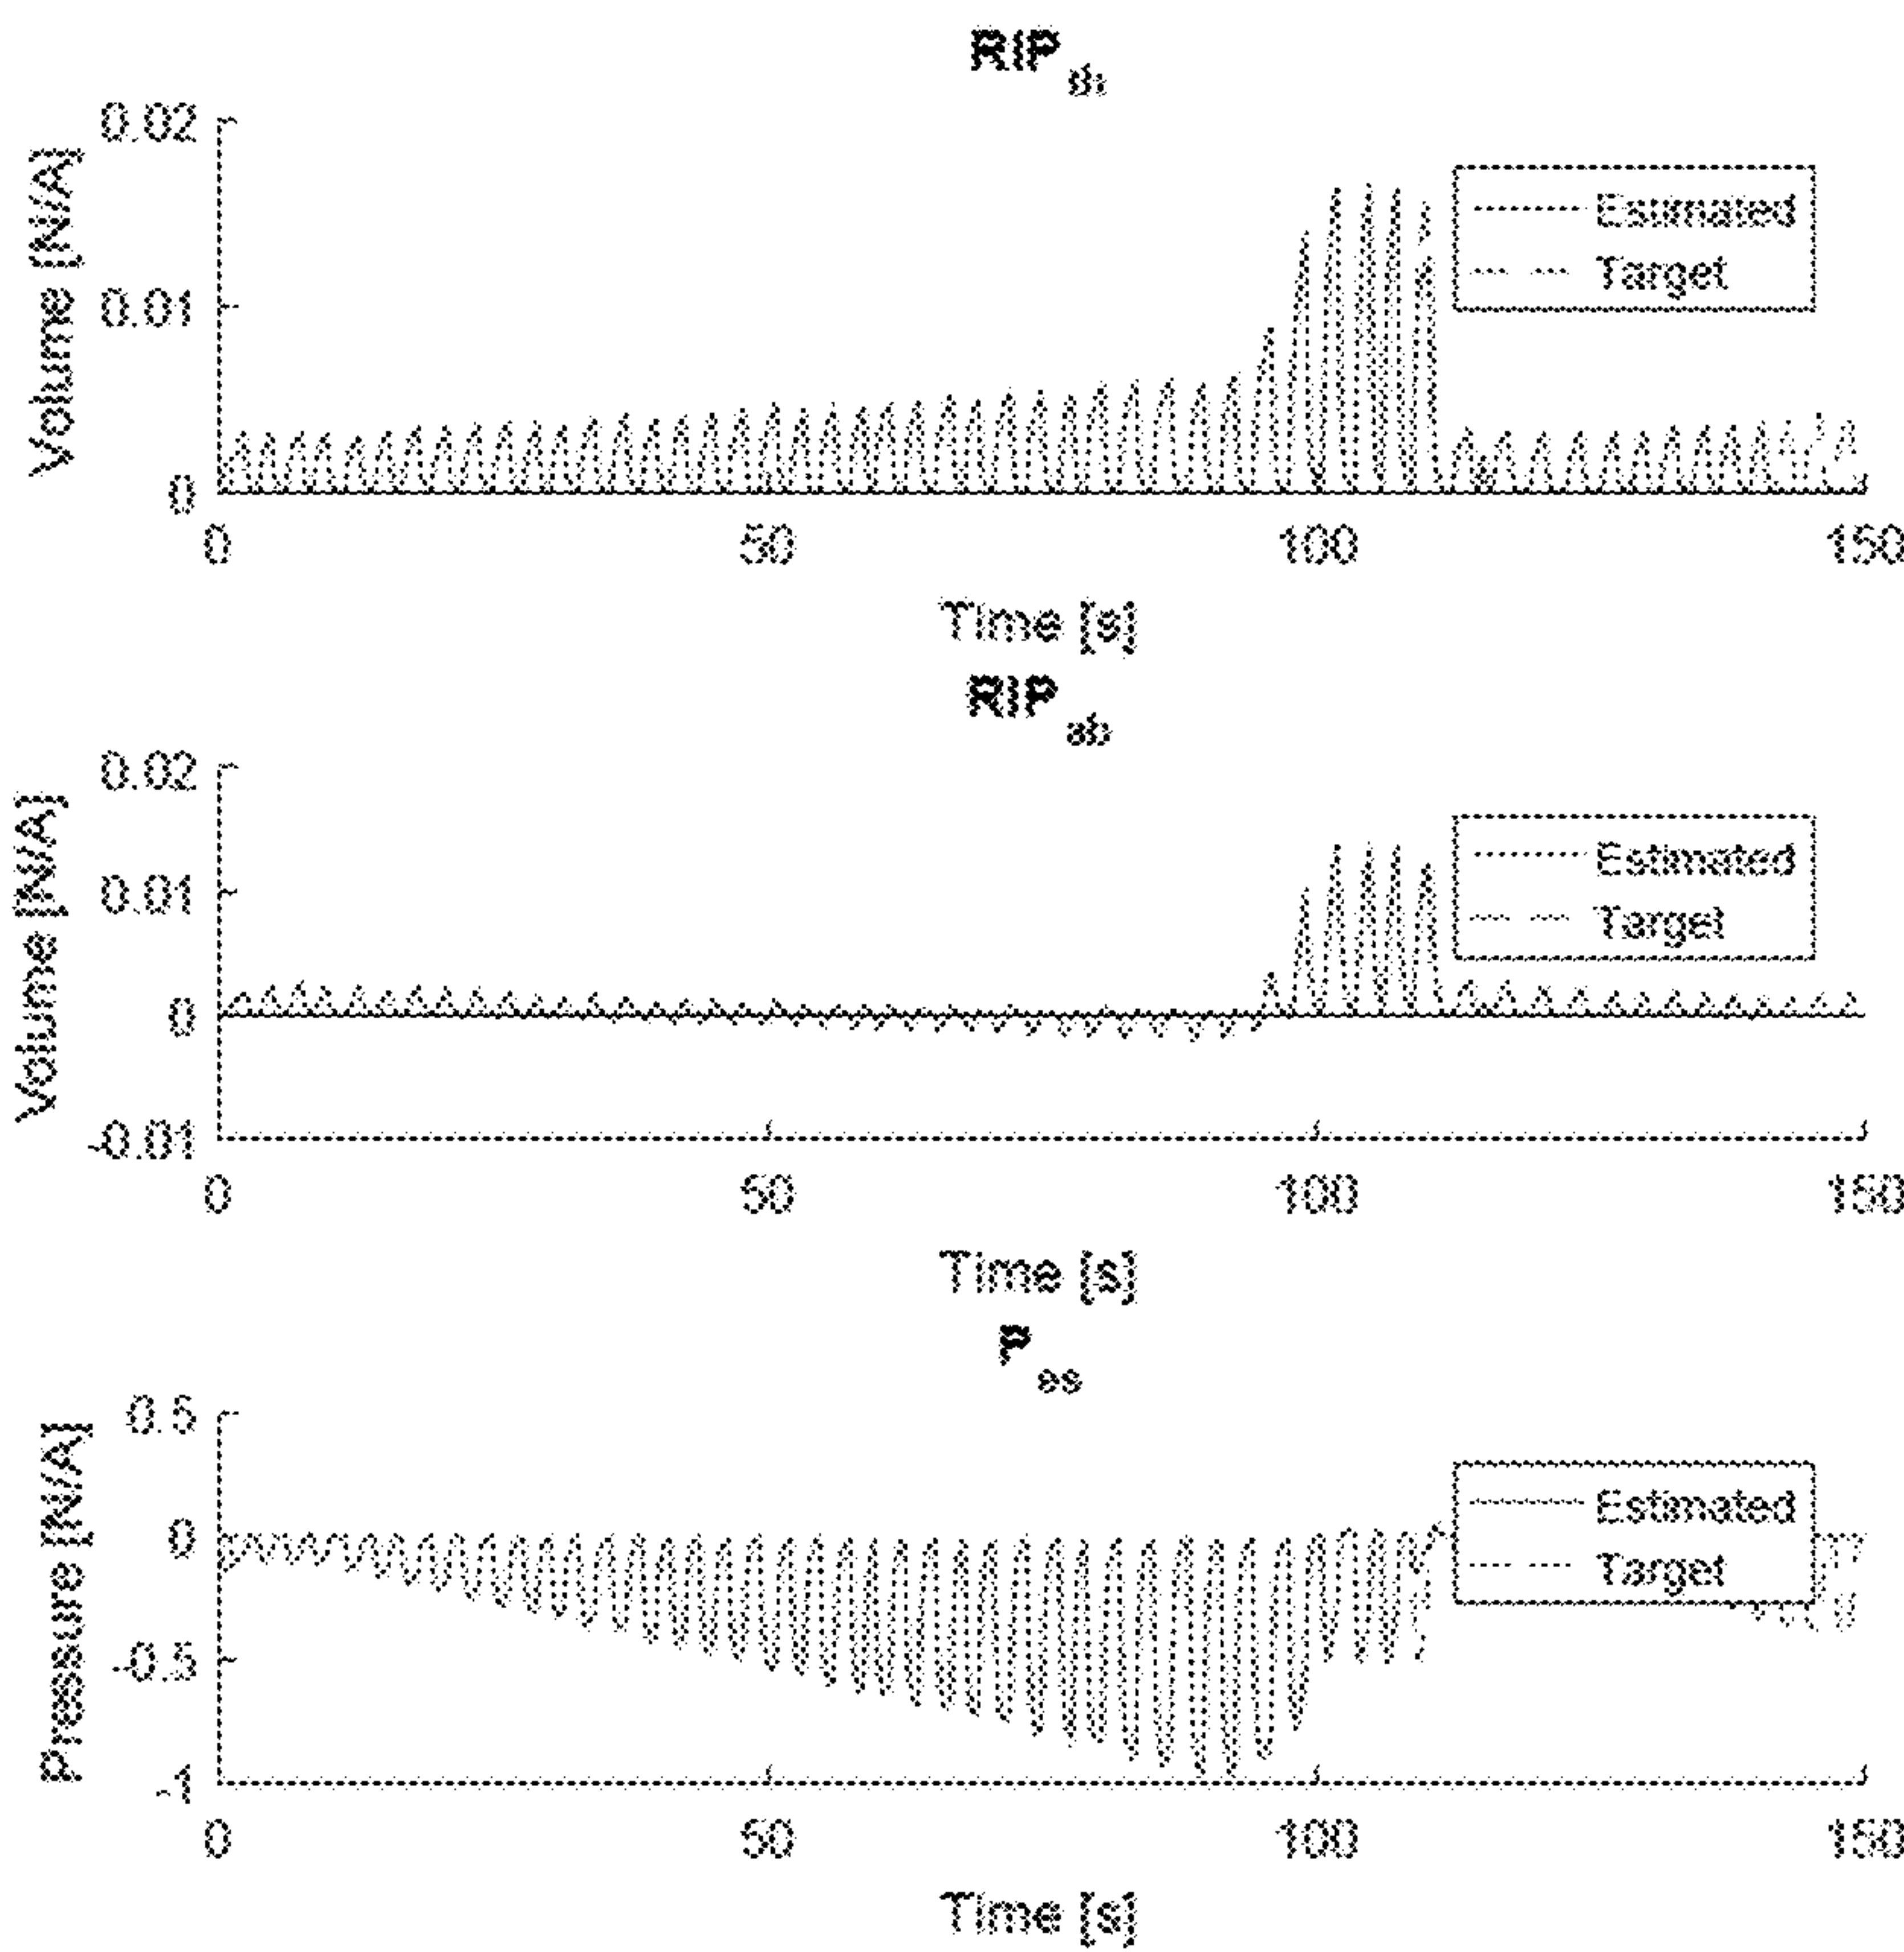 RIP th
Volume [N/A]
0.02
0.01
0
Estimated
Target
0 50 100 150
Time [s]
RIP ab
Volume [N/A]
0.02
0.01
0
-0.01
Estimated
Target
0 50 100 150
Time [s]
P es
Pressure [N/A]
0.5
0
-0.5
-1
Estimated
Target
0 50 100 150
Time [s]